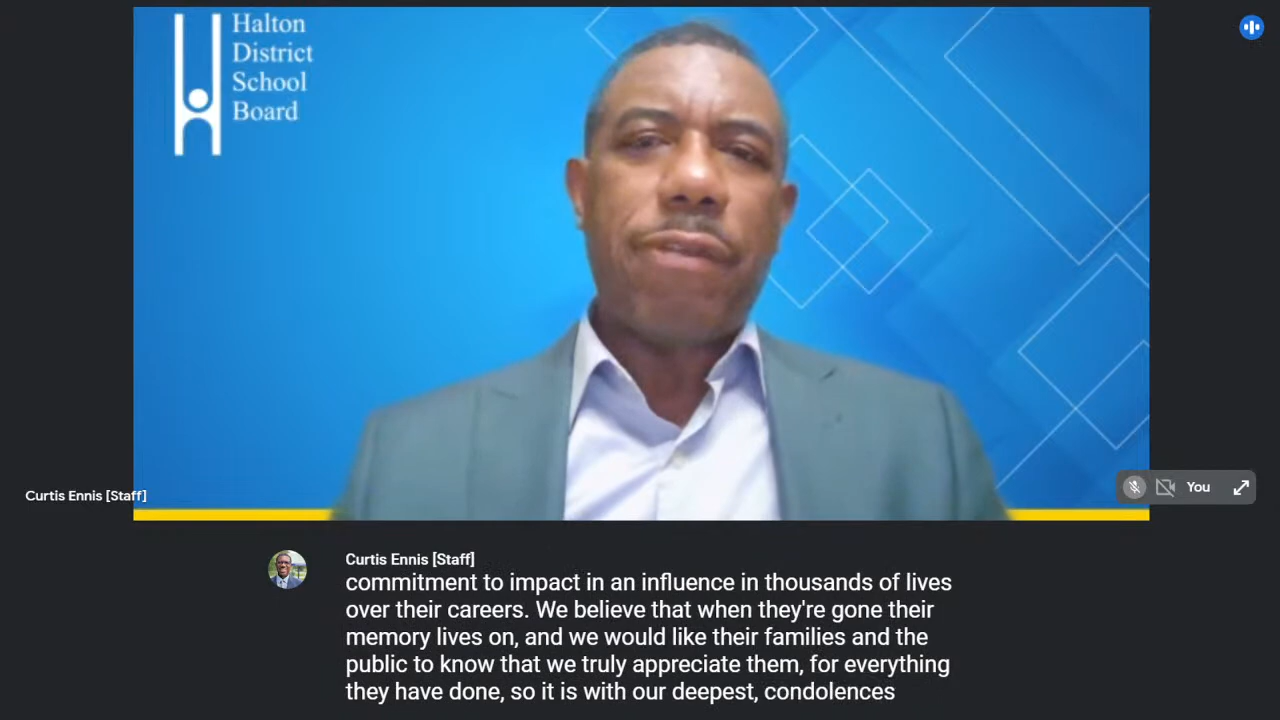 Halton
District
School
Board
Curtis Ennis [Staff]
You
Curtis Ennis [Staff]
commitment to impact in an influence in thousands of lives
over their careers. We believe that when they're gone their
memory lives on, and we would like their families and the
public to know that we truly appreciate them, for everything
they have done, so it is with our deepest, condolences